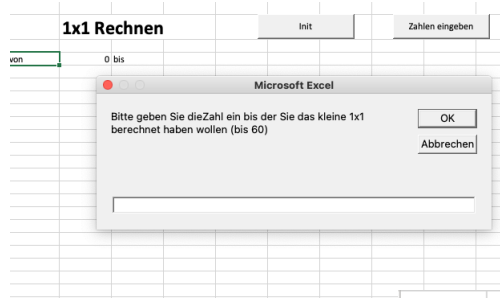 1x1 Rechnen
Init
Zahlen eingeben
von 0 bis
Microsoft Excel
Bitte geben Sie dieZahl ein bis der Sie das kleine 1x1
berechnet haben wollen (bis 60)
OK
Abbrechen